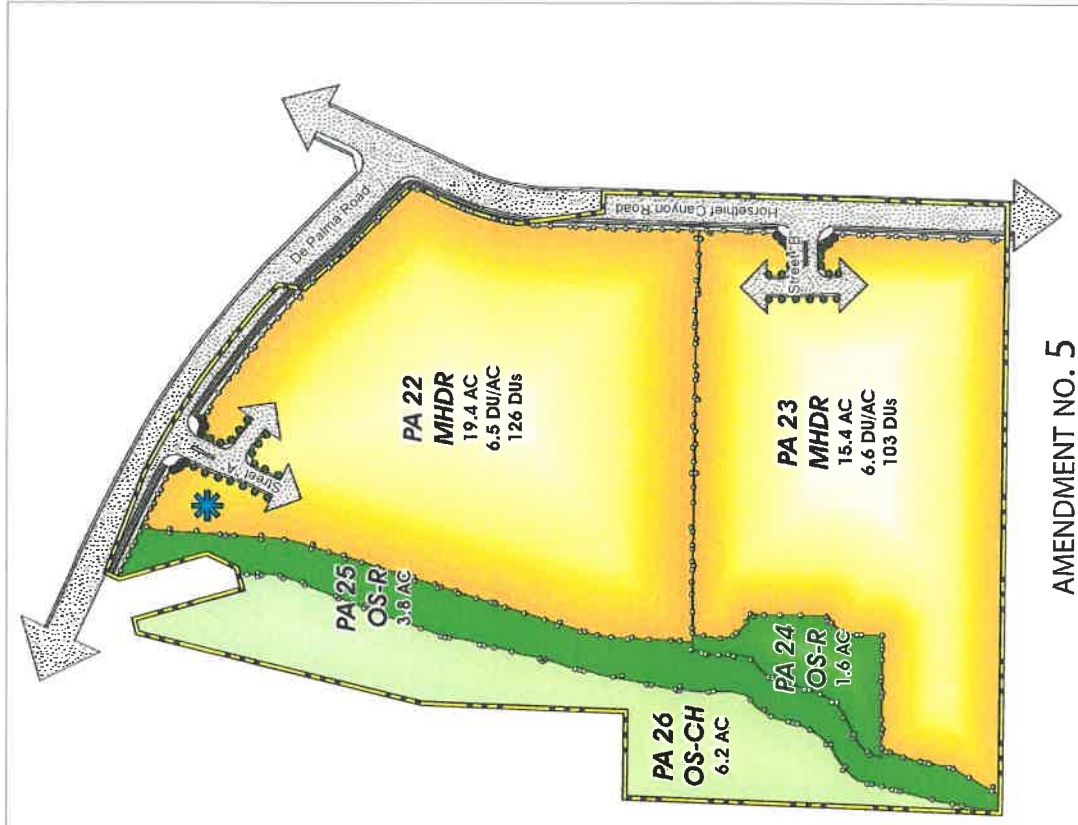 De Palma Road
Horsethief Canyon Road
Street 'A'
Street 'B'
PA 22
MHDR
19.4 AC
6.5 DU/AC
126 DUs
PA 23
MHDR
15.4 AC
6.6 DU/AC
103 DUs
PA 25
OS-R
3.8 AC
PA 24
OS-R
1.6 AC
PA 26
OS-CH
6.2 AC
AMENDMENT NO. 5